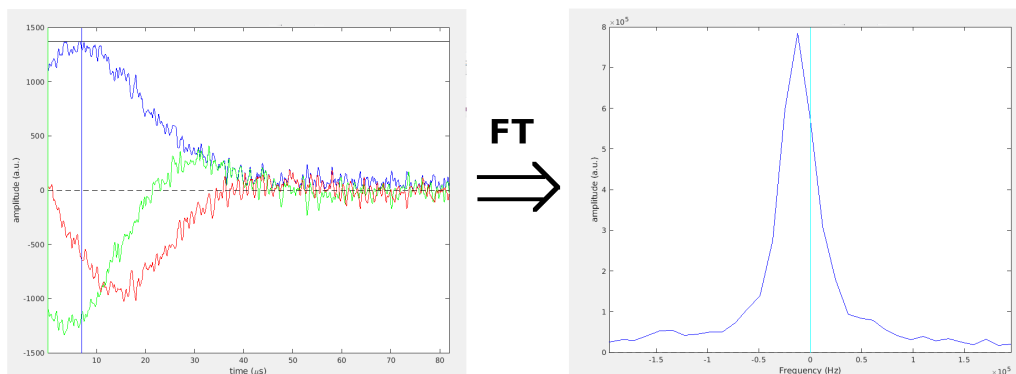 1500
1000
500
0
-500
-1000
-1500
amplitude (a.u.)
10 20 30 40 50 60 70 80
time (μs)
FT
×10⁵
8
7
6
5
4
3
2
1
0
amplitude (a.u.)
-1.5 -1 -0.5 0 0.5 1 1.5
Frequency (Hz)
×10⁵